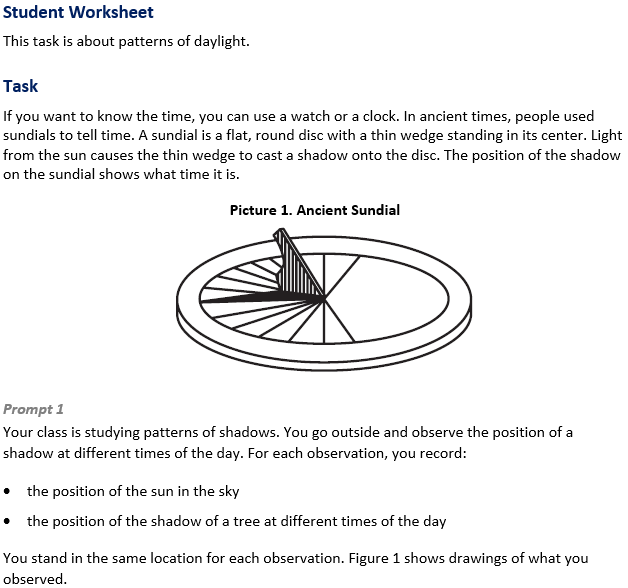 Student Worksheet
This task is about patterns of daylight.
Task
If you want to know the time, you can use a watch or a clock. In ancient times, people used
sundials to tell time. A sundial is a flat, round disc with a thin wedge standing in its center. Light
from the sun causes the thin wedge to cast a shadow onto the disc. The position of the shadow
on the sundial shows what time it is.
Picture 1. Ancient Sundial
Prompt 1
Your class is studying patterns of shadows. You go outside and observe the position of a
shadow at different times of the day. For each observation, you record:
• the position of the sun in the sky
• the position of the shadow of a tree at different times of the day
You stand in the same location for each observation. Figure 1 shows drawings of what you
observed.